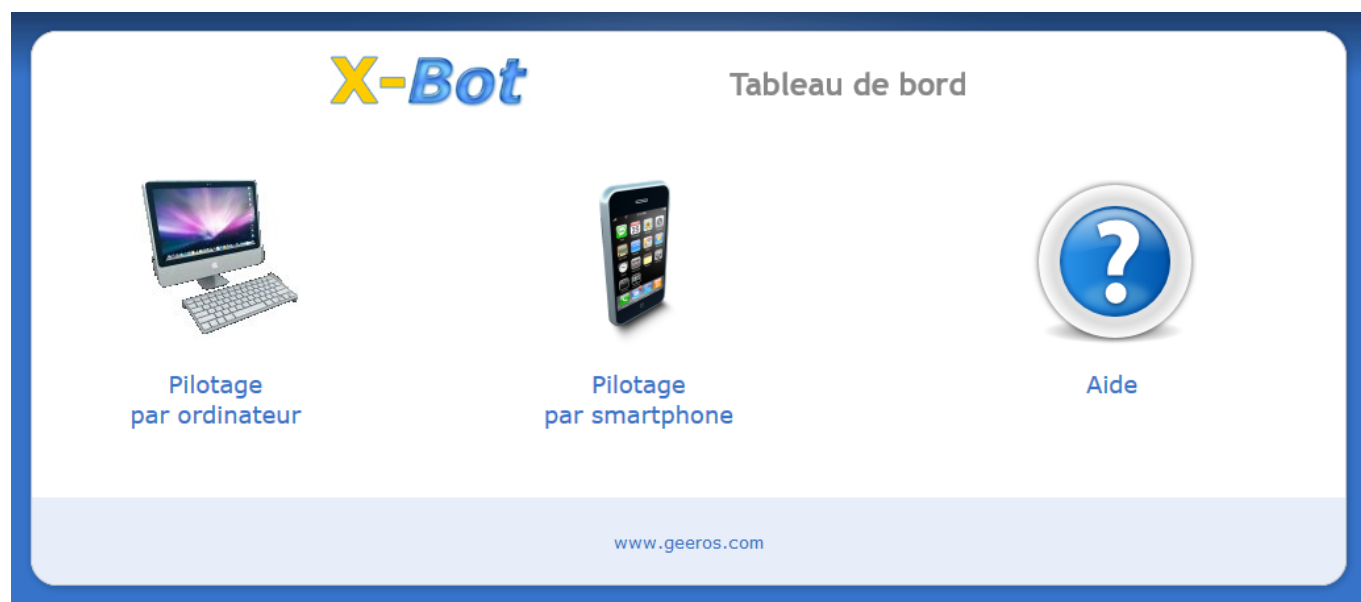 X-Bot
Tableau de bord
Pilotage
par ordinateur
Pilotage
par smartphone
?
Aide
www.geeros.com